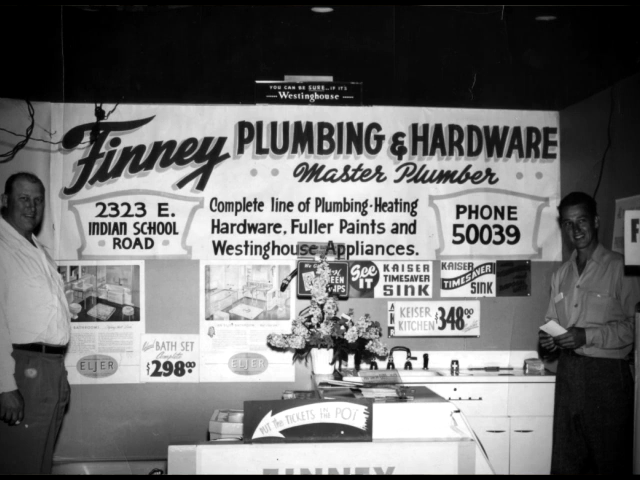 YOU CAN BE SURE...IF IT'S
Westinghouse
Finney PLUMBING & HARDWARE
Master Plumber
2323 E.
INDIAN SCHOOL
ROAD
Complete line of Plumbing-Heating
Hardware, Fuller Paints and
Westinghouse Appliances.
PHONE
50039
SEE
IT
KAISER
TIMESAVER
SINK
KAISER
TIMESAVER
SINK
KEISER
KITCHEN $348.00
BATH SET
Complete
$298.00
ELJER
ELJER
PUT THE TICKETS IN THE POT
FINNEY
F